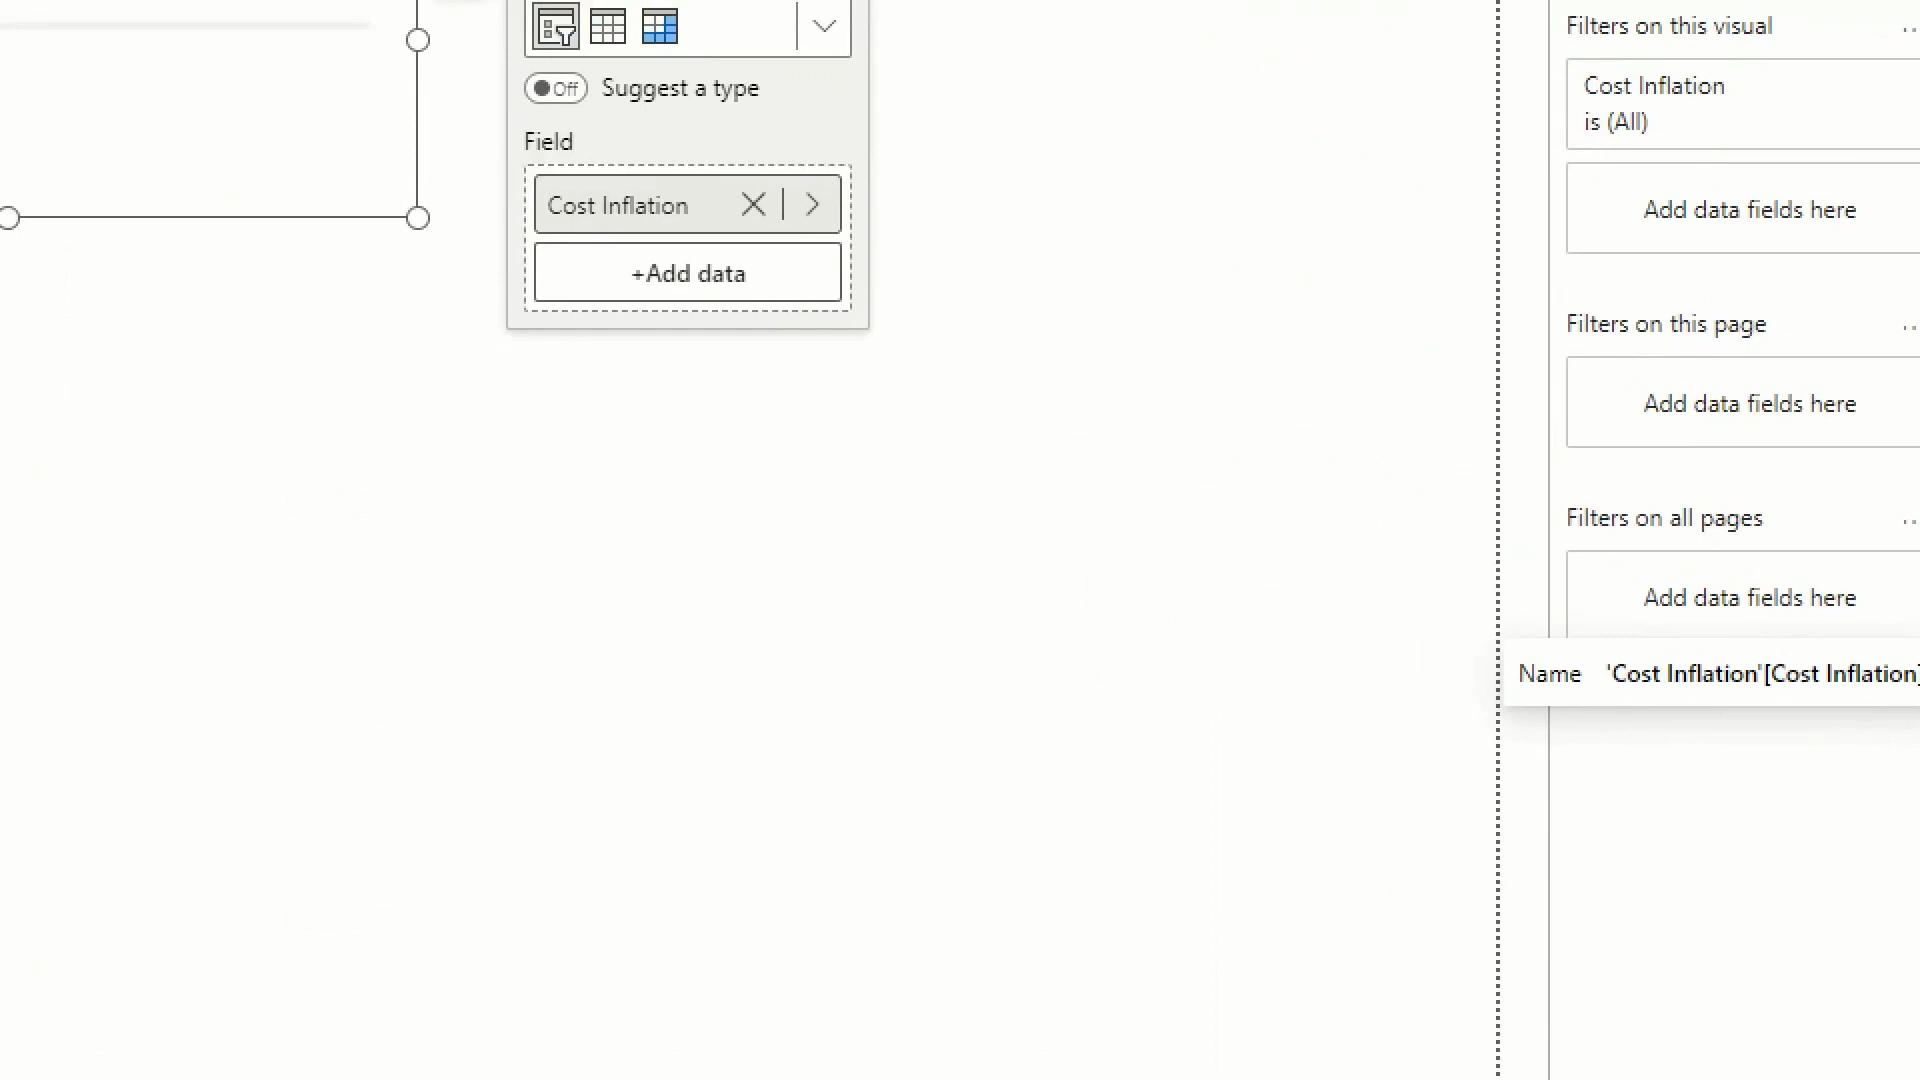 Off Suggest a type
Field
Cost Inflation
+Add data
Filters on this visual
Cost Inflation
is (All)
Add data fields here
Filters on this page
Add data fields here
Filters on all pages
Add data fields here
Name 'Cost Inflation'[Cost Inflation]